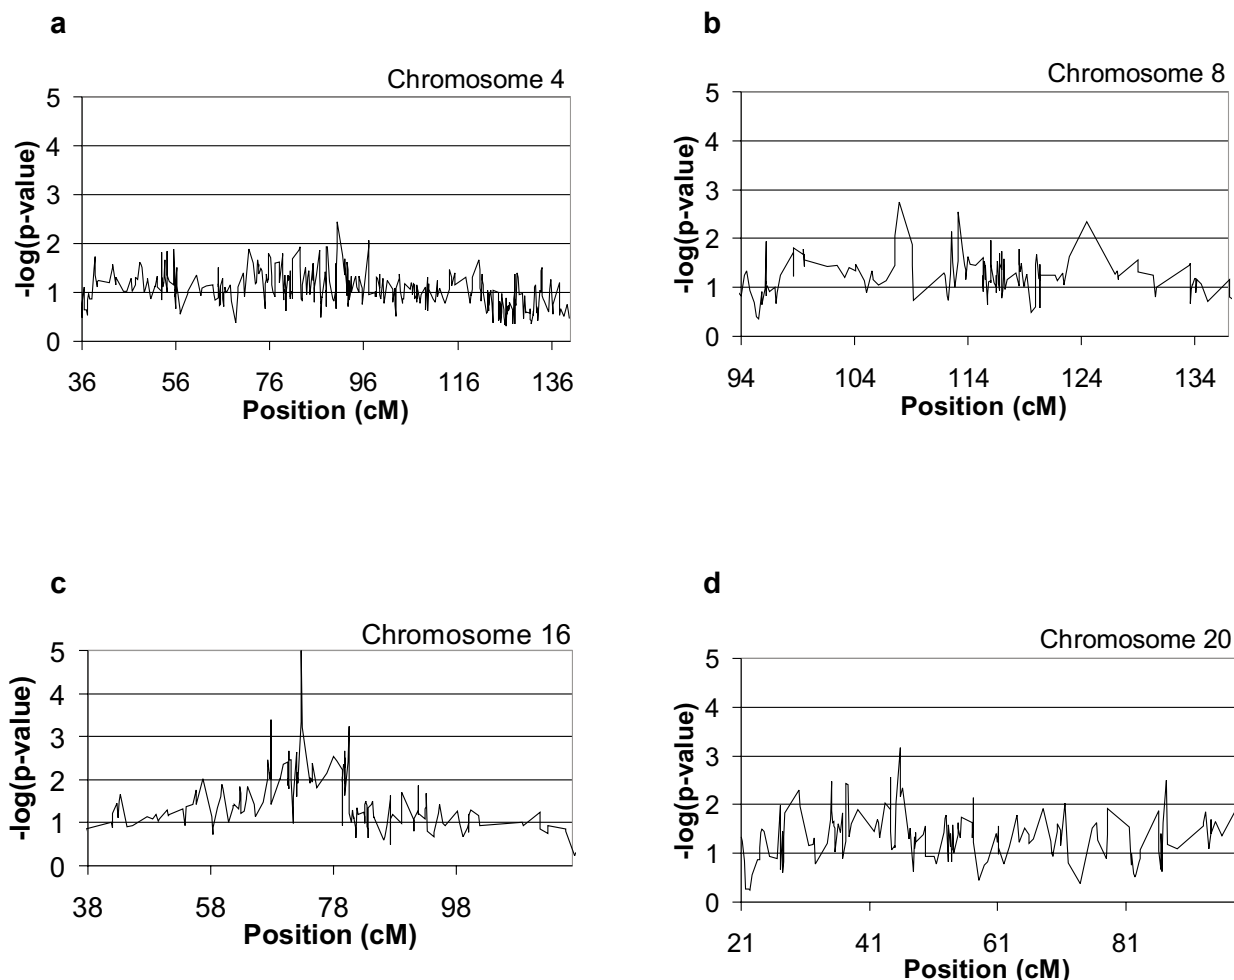 a
Chromosome 4
-log(p-value)
5
4
3
2
1
0
36 56 76 96 116 136
Position (cM)
b
Chromosome 8
-log(p-value)
5
4
3
2
1
0
94 104 114 124 134
Position (cM)
c
Chromosome 16
-log(p-value)
5
4
3
2
1
0
38 58 78 98
Position (cM)
d
Chromosome 20
-log(p-value)
5
4
3
2
1
0
21 41 61 81
Position (cM)